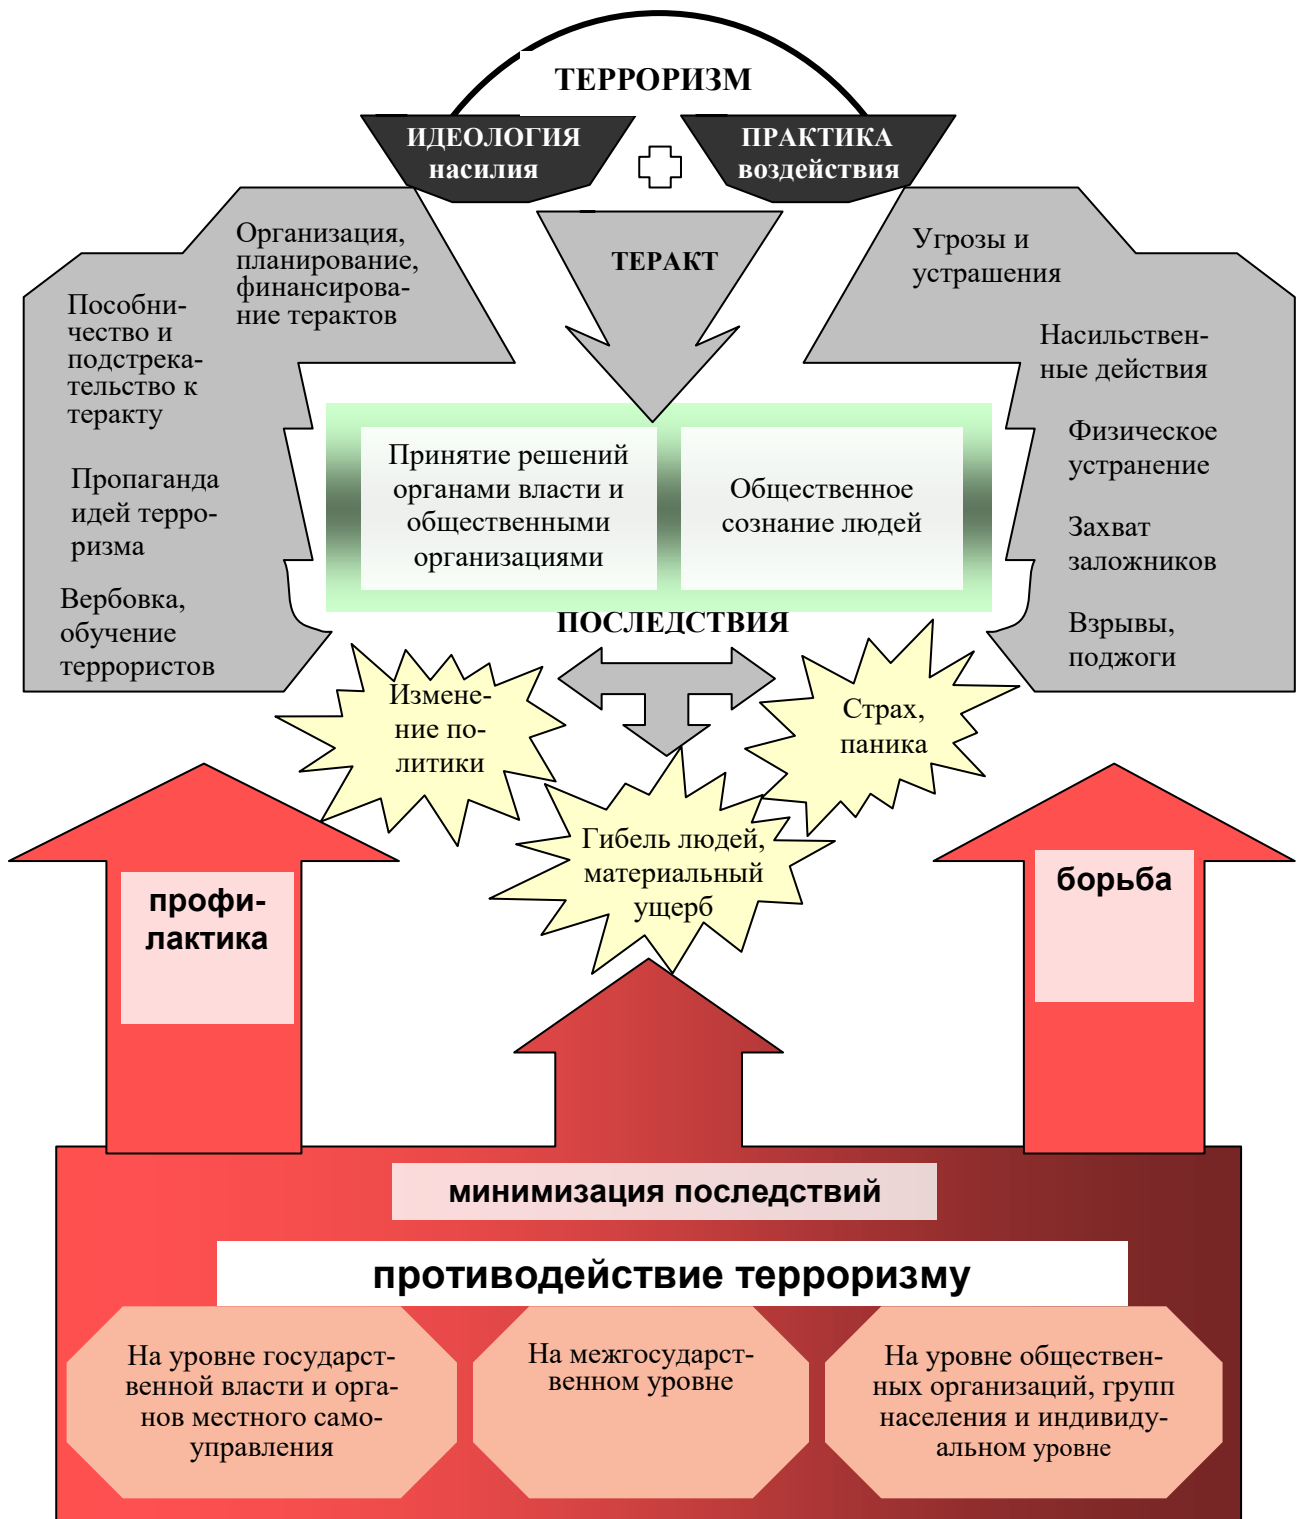 ТЕРРОРИЗМ
ИДЕОЛОГИЯ
насилия
ПРАКТИКА
воздействия
Организация,
планирование,
финансирова-
ние терактов
Пособни-
чество и
подстрека-
тельство к
теракту
Пропаганда
идей терро-
ризма
Вербовка,
обучение
террористов
ТЕРАКТ
Угрозы и
устрашения
Насильствен-
ные действия
Физическое
устранение
Захват
заложников
Взрывы,
поджоги
Принятие решений
органами власти и
общественными
организациями
Общественное
сознание людей
ПОСЛЕДСТВИЯ
Измене-
ние по-
литики
Страх,
паника
Гибель людей,
материальный
ущерб
профи-
лактика
борьба
минимизация последствий
противодействие терроризму
На уровне государст-
венной власти и орга-
нов местного само-
управления
На межгосударст-
венном уровне
На уровне обществен-
ных организаций, групп
населения и индивиду-
альном уровне